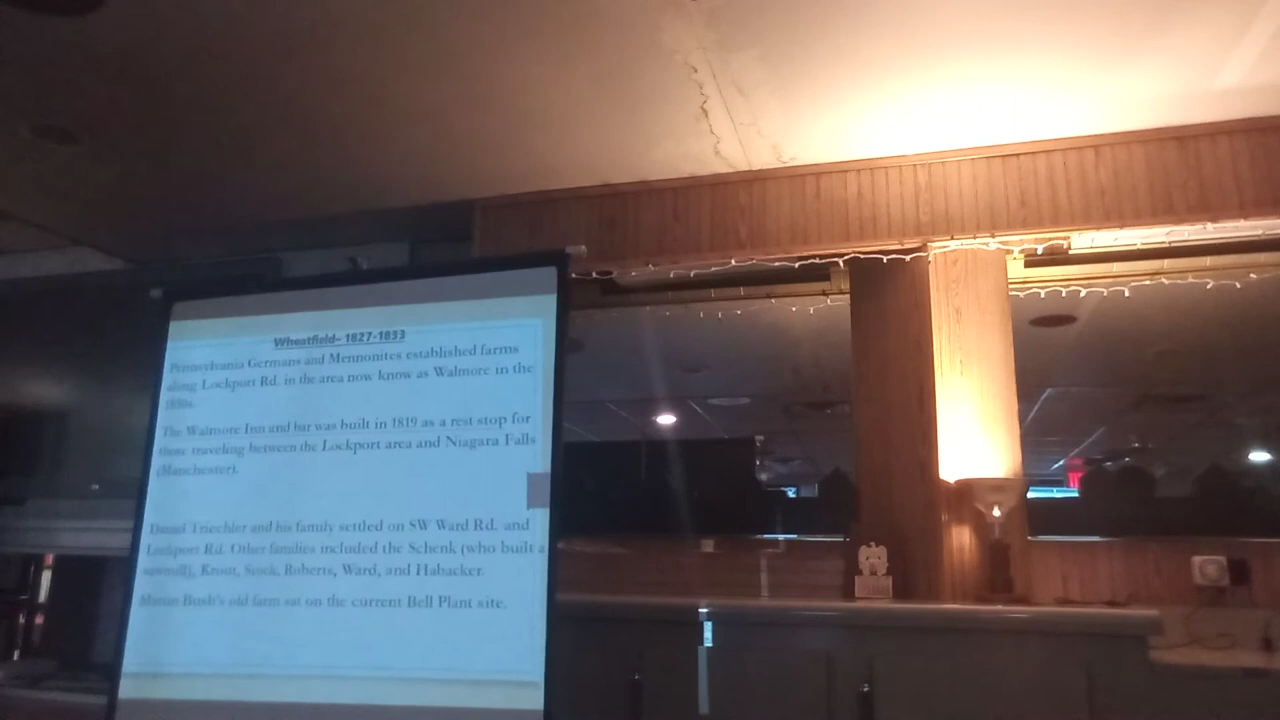 Wheatfield– 1827-1833
Pennsylvania Germans and Mennonites established farms
along Lockport Rd. in the area now know as Walmore in the
1830s.
The Walmore Inn and bar was built in 1819 as a rest stop for
those traveling between the Lockport area and Niagara Falls
(Manchester).
Daniel Triechler and his family settled on SW Ward Rd. and
Lockport Rd. Other families included the Schenk (who built a
sawmill), Krout, Stock, Roberts, Ward, and Habacker.
Bush's old farm sat on the current Bell Plant site.